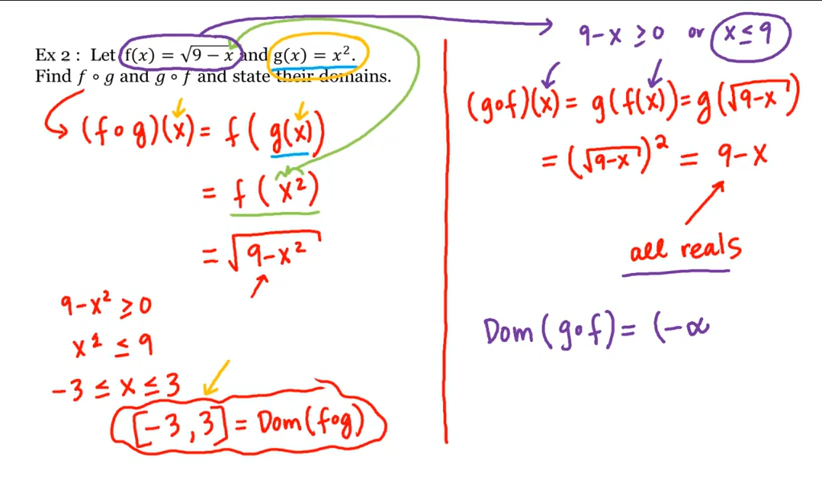 Ex 2 : Let f(x) = √9 − x and g(x) = x².
Find f ∘ g and g ∘ f and state their domains.
(f∘g)(x) = f(g(x))
= f(x²)
= √9-x²
9-x² ≥ 0
x² ≤ 9
-3 ≤ x ≤ 3
[-3,3] = Dom(fog)
9-x ≥ 0 or x ≤ 9
(g∘f)(x) = g(f(x)) = g(√9-x)
= (√9-x)² = 9-x
all reals
Dom(g∘f) = (-∝